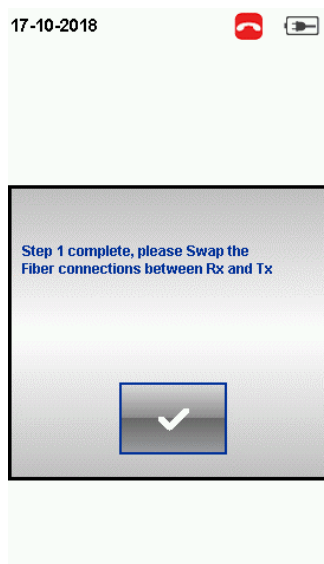 17-10-2018
Step 1 complete, please Swap the
Fiber connections between Rx and Tx